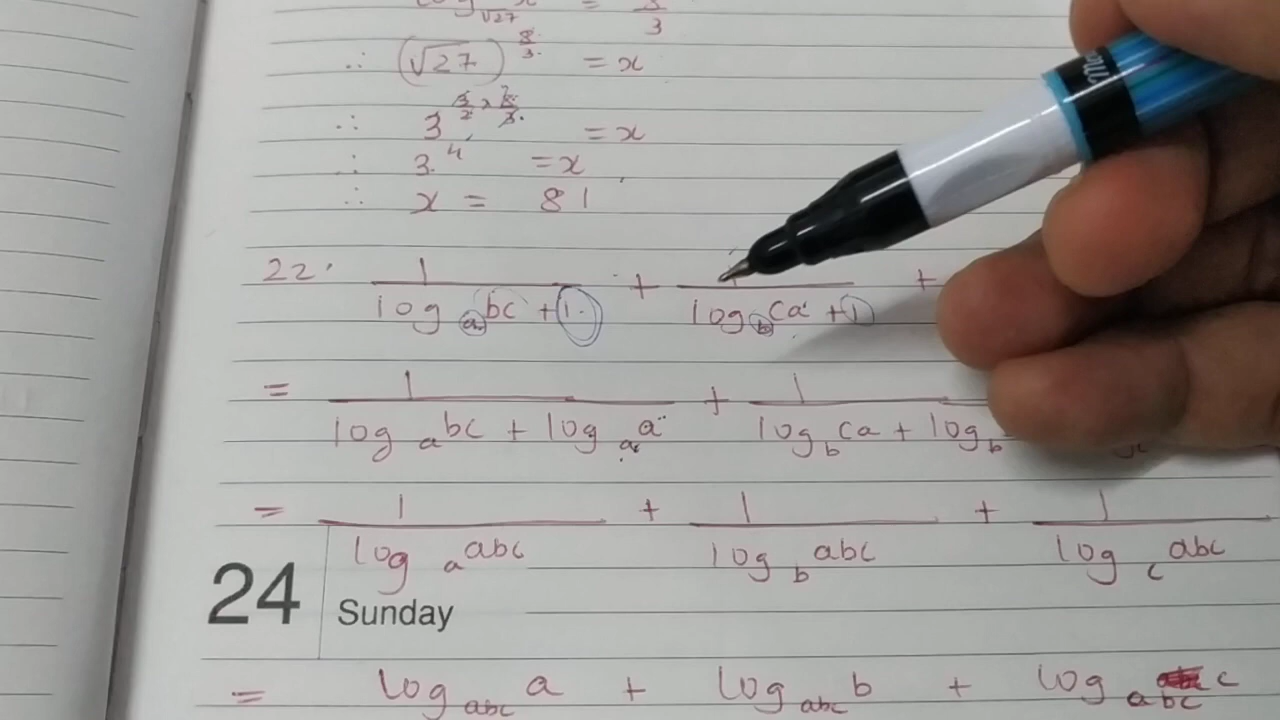 ∴ (√27)^(8/3) = x
∴ 3^(3/2 × 8/3) = x
∴ 3^4 = x
∴ x = 81
22. 1/(log_a bc + 1) + 1/(log_b ca + 1) +
= 1/(log_a bc + log_a a) + 1/(log_b ca + log_b
= 1/(log_a abc) + 1/(log_b abc) + 1/(log_c abc)
24 Sunday
= log_abc a + log_abc b + log_abc c